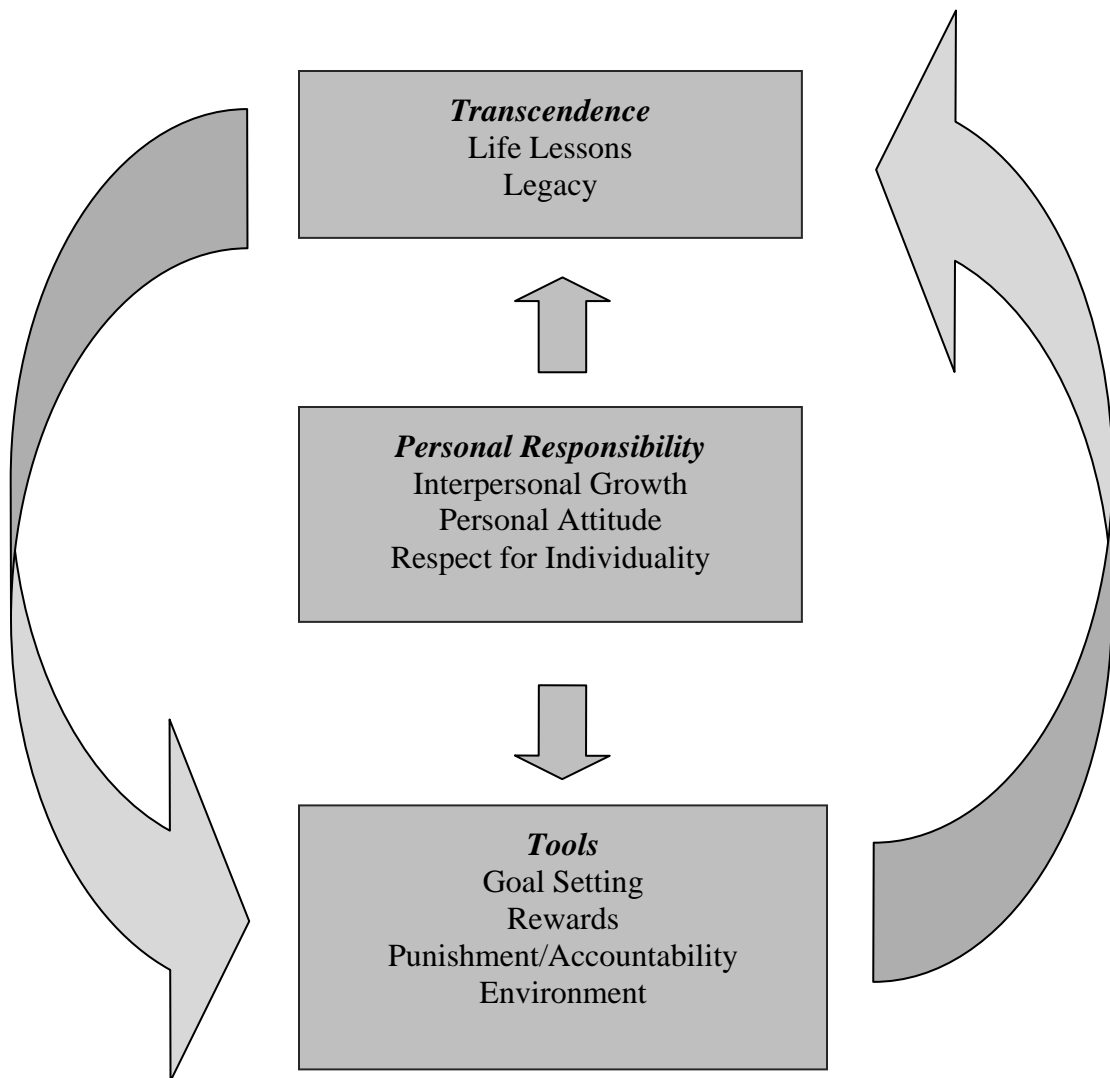 Transcendence
Life Lessons
Legacy
Personal Responsibility
Interpersonal Growth
Personal Attitude
Respect for Individuality
Tools
Goal Setting
Rewards
Punishment/Accountability
Environment